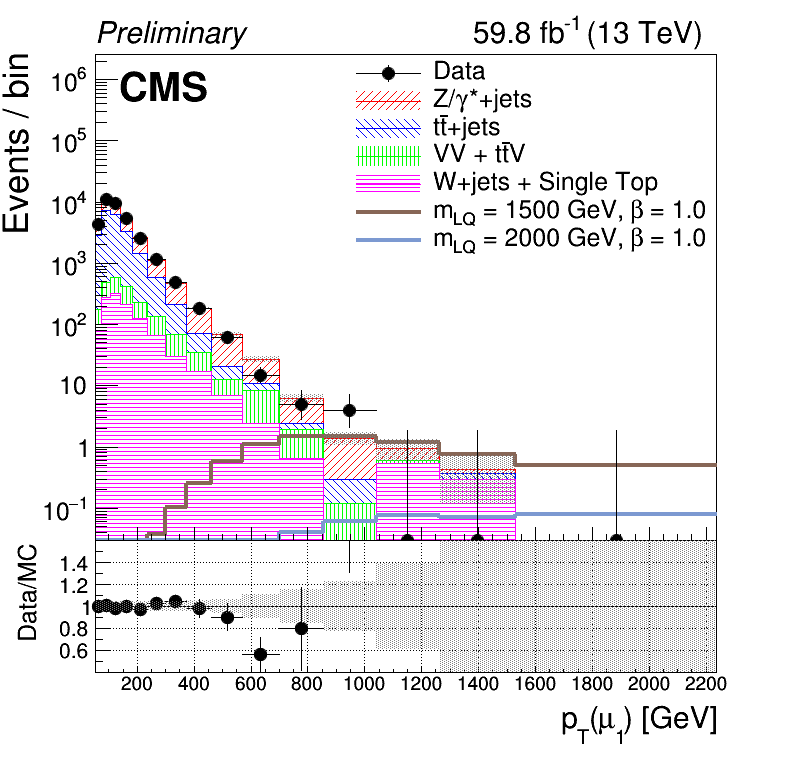 Preliminary 59.8 fb⁻¹ (13 TeV)
CMS
Events / bin
10⁶
10⁵
10⁴
10³
10²
10
1
10⁻¹
Data
Z/γ*+jets
tt̄+jets
VV + tt̄V
W+jets + Single Top
m_LQ = 1500 GeV, β = 1.0
m_LQ = 2000 GeV, β = 1.0
Data/MC
1.4
1.2
1
0.8
0.6
200 400 600 800 1000 1200 1400 1600 1800 2000 2200
p_T(μ₁) [GeV]